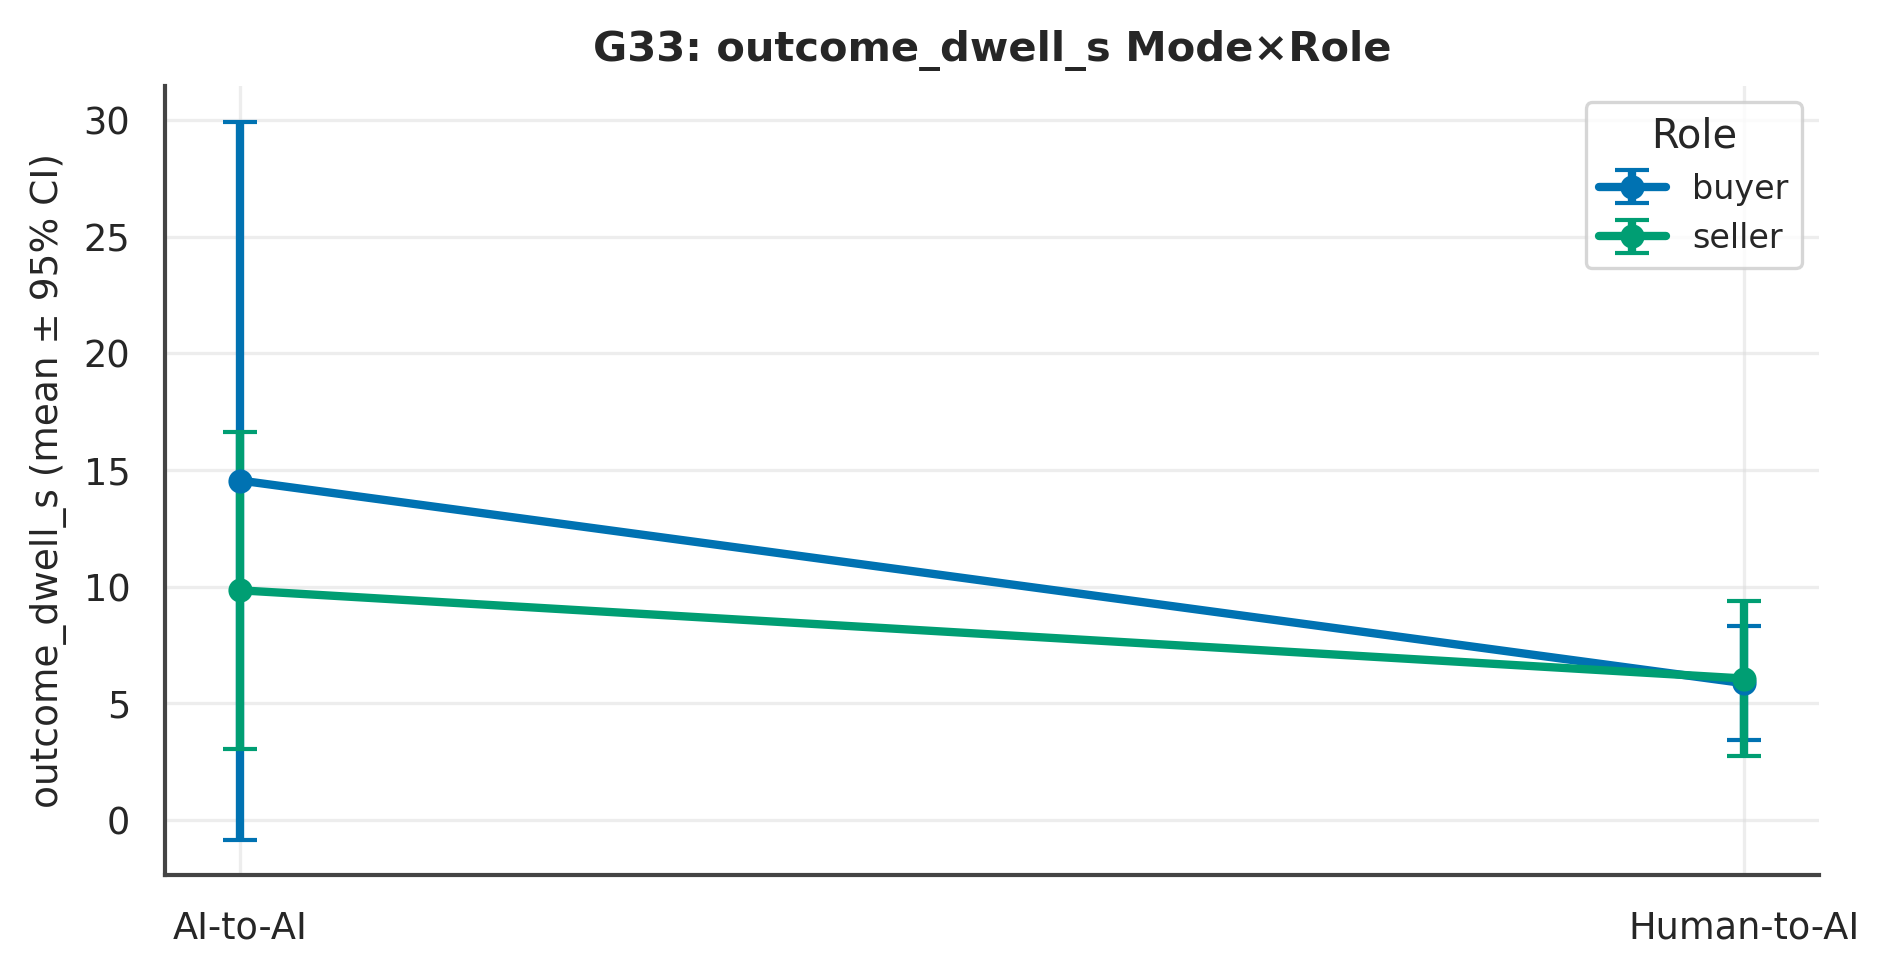 G33: outcome_dwell_s Mode×Role
outcome_dwell_s (mean ± 95% CI)
30
25
20
15
10
5
0
Role
buyer
seller
AI-to-AI
Human-to-AI